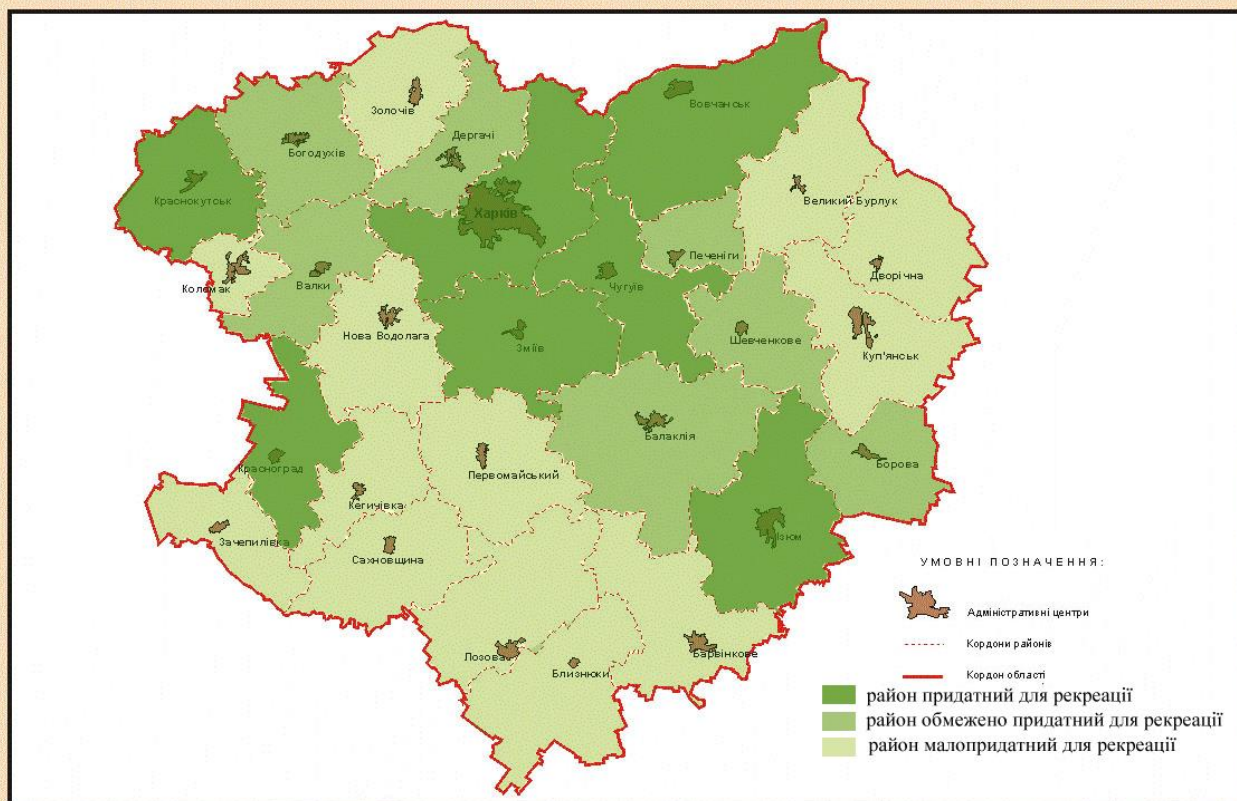 Золочів
Вовчанськ
Дергачі
Богодухів
Краснокутськ
Великий Бурлук
Харків
Печеніги
Дворічна
Коломак
Валки
Чугуїв
Нова Водолага
Зміїв
Шевченкове
Куп'янськ
Балаклія
Борова
Красноград
Первомайський
Кегичівка
Зачепилівка
Ізюм
Сахновщина
Лозова
Близнюки
Барвінкове
УМОВНІ ПОЗНАЧЕННЯ:
Адміністративні центри
Кордони районів
Кордон області
район придатний для рекреації
район обмежено придатний для рекреації
район малопридатний для рекреації